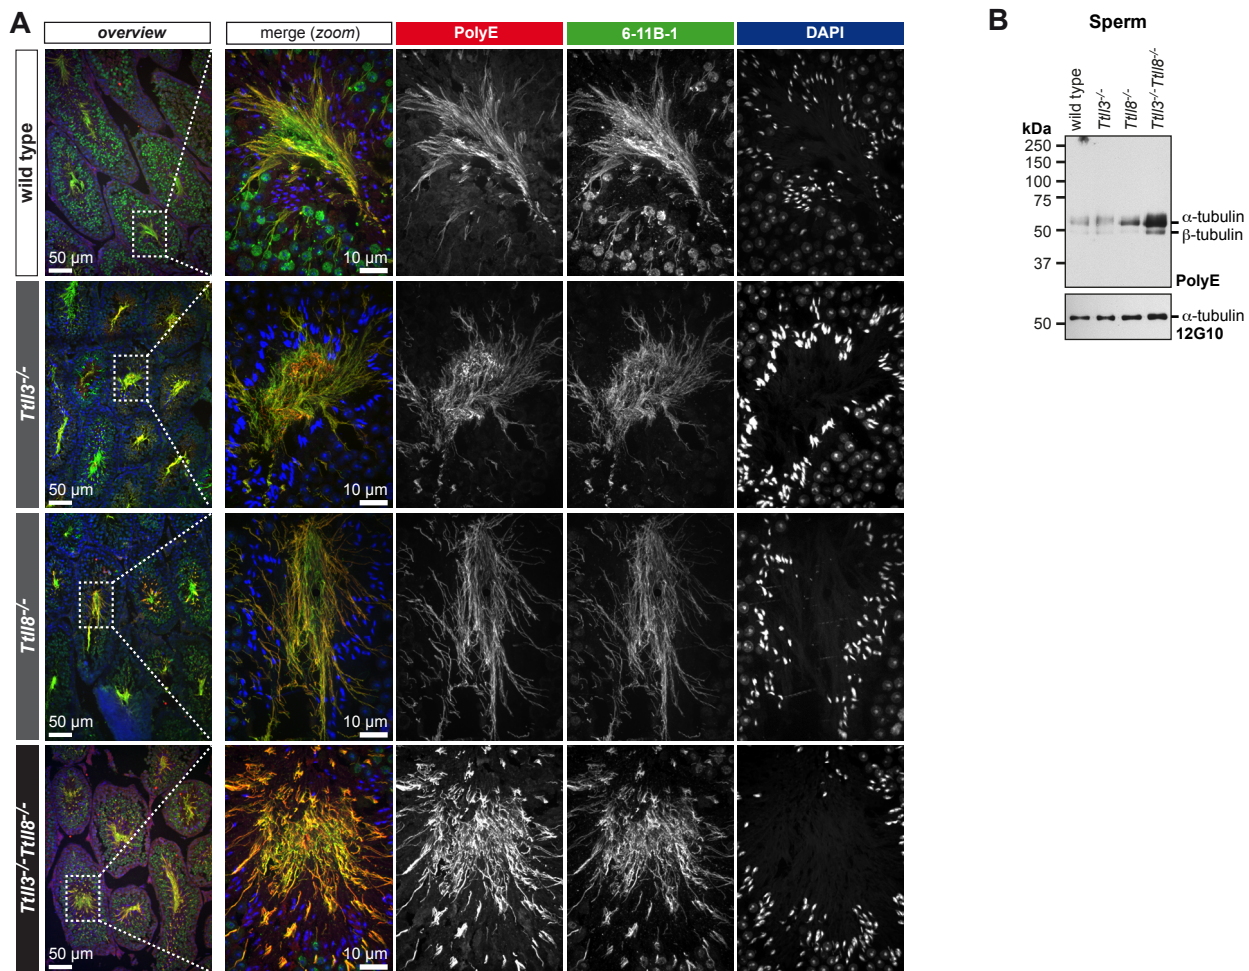 A
overview
merge (zoom)
PolyE
6-11B-1
DAPI
wild type
50 µm
10 µm
Ttll3-/-
50 µm
10 µm
Ttll8-/-
50 µm
10 µm
Ttll3-/-Ttll8-/-
50 µm
10 µm
B
Sperm
wild type
Ttll3-/-
Ttll8-/-
Ttll3-/-Ttll8-/-
kDa
250
150
100
75
50
37
α-tubulin
β-tubulin
PolyE
50
α-tubulin
12G10